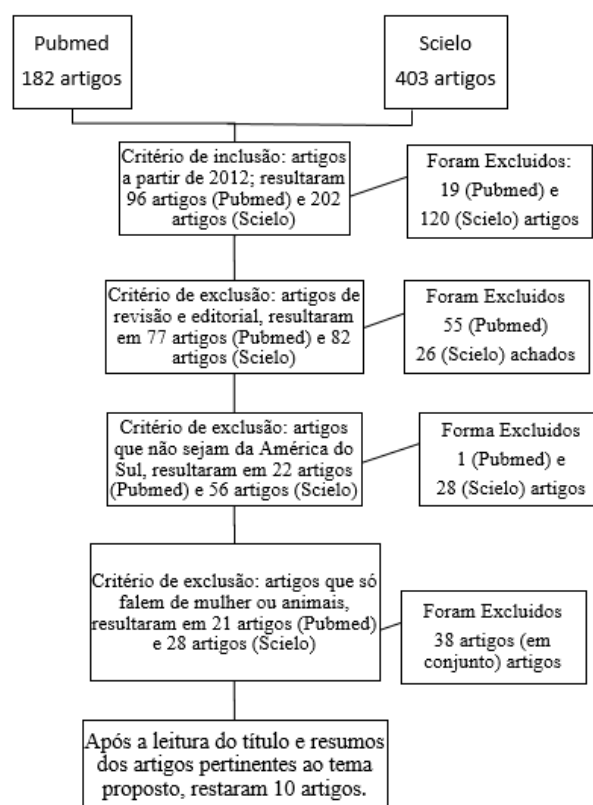 Pubmed
182 artigos
Scielo
403 artigos
Critério de inclusão: artigos
a partir de 2012; resultaram
96 artigos (Pubmed) e 202
artigos (Scielo)
Foram Excluidos:
19 (Pubmed) e
120 (Scielo) artigos
Critério de exclusão: artigos de
revisão e editorial, resultaram
em 77 artigos (Pubmed) e 82
artigos (Scielo)
Foram Excluidos
55 (Pubmed)
26 (Scielo) achados
Critério de exclusão: artigos
que não sejam da América do
Sul, resultaram em 22 artigos
(Pubmed) e 56 artigos (Scielo)
Forma Excluidos
1 (Pubmed) e
28 (Scielo) artigos
Critério de exclusão: artigos que só
falem de mulher ou animais,
resultaram em 21 artigos (Pubmed)
e 28 artigos (Scielo)
Foram Excluidos
38 artigos (em
conjunto) artigos
Após a leitura do título e resumos
dos artigos pertinentes ao tema
proposto, restaram 10 artigos.